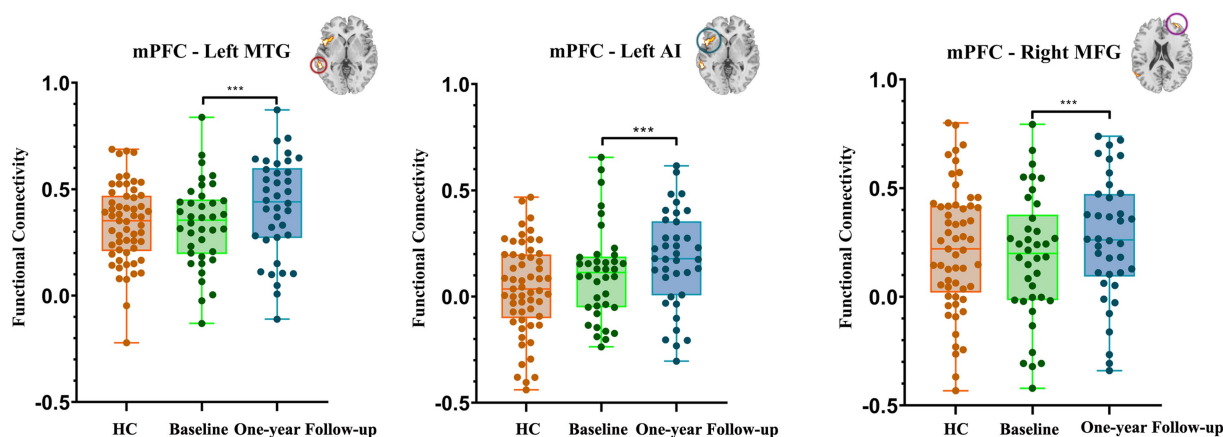 mPFC - Left MTG
Functional Connectivity
1.0
0.5
0.0
-0.5
***
HC Baseline One-year Follow-up
mPFC - Left AI
Functional Connectivity
1.0
0.5
0.0
-0.5
***
HC Baseline One-year Follow-up
mPFC - Right MFG
Functional Connectivity
1.0
0.5
0.0
-0.5
***
HC Baseline One-year Follow-up